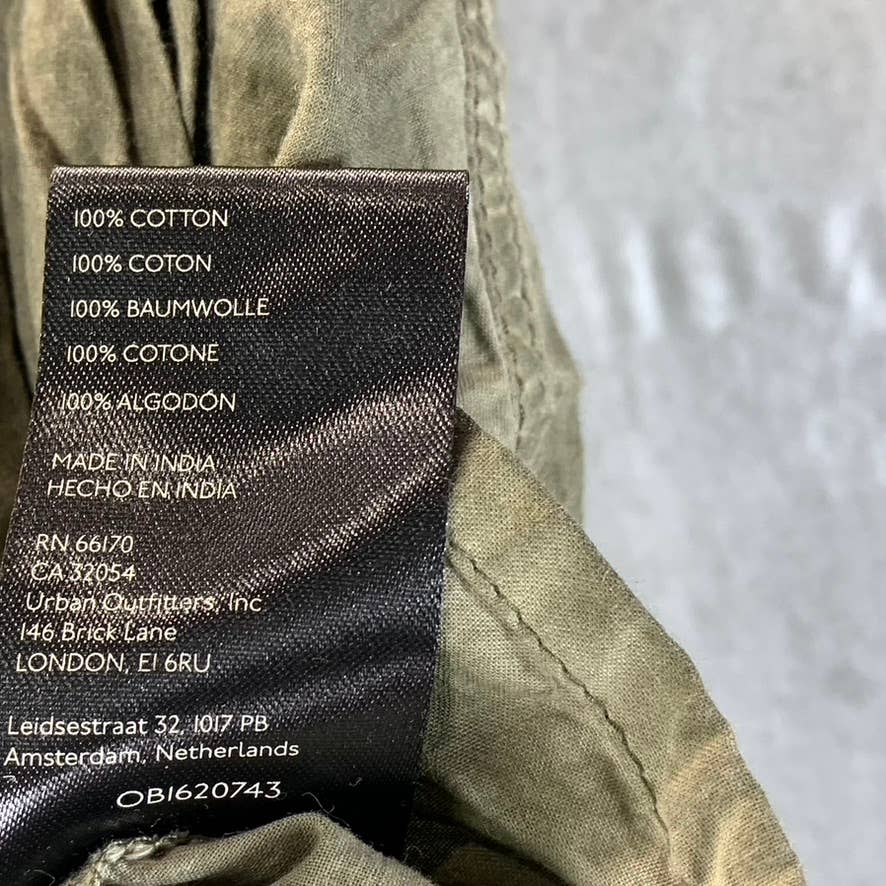 100% COTTON
100% COTON
100% BAUMWOLLE
100% COTONE
100% ALGODÓN
MADE IN INDIA
HECHO EN INDIA
RN 66170
CA 32054
Urban Outfitters, Inc
146 Brick Lane
LONDON, E1 6RU
Leidsestraat 32, 1017 PB
Amsterdam, Netherlands
OB1620743